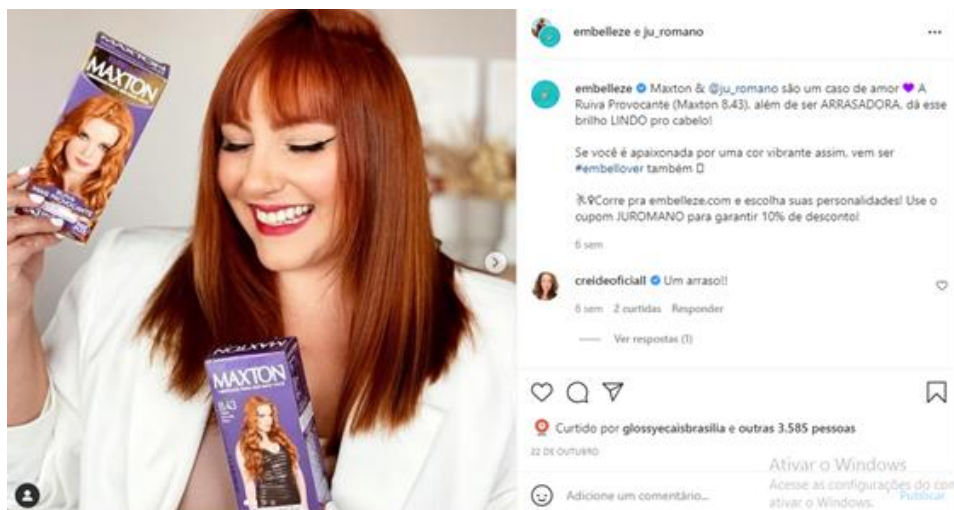 MAXTON
MAXTON
RUIVA PROVOCANTE
MAXTON
8.43
embelleze e ju_romano
embelleze Maxton & @ju_romano são um caso de amor 💜 A
Ruiva Provocante (Maxton 8.43), além de ser ARRASADORA, dá esse
brilho LINDO pro cabelo!
Se você é apaixonada por uma cor vibrante assim, vem ser
#embellover também
Corre pra embelleze.com e escolha suas personalidades! Use o
cupom JUROMANO para garantir 10% de desconto!
6 sem
creideoficiall Um arraso!!
6 sem 2 curtidas Responder
Ver respostas (1)
Curtido por glossyecaisbrasilia e outras 3.585 pessoas
22 DE OUTUBRO
Adicione um comentário...
Publicar
Ativar o Windows
Acesse as configurações do con
ativar o Windows.